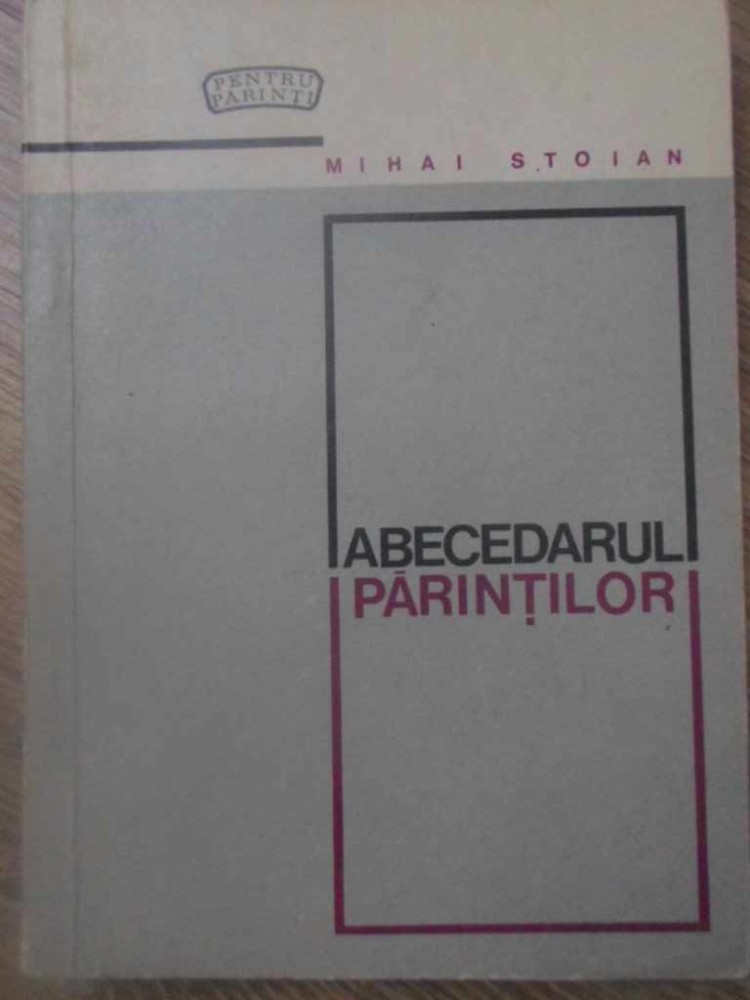 PENTRU
PĂRINȚI
MIHAI STOIAN
ABECEDARUL
PĂRINȚILOR